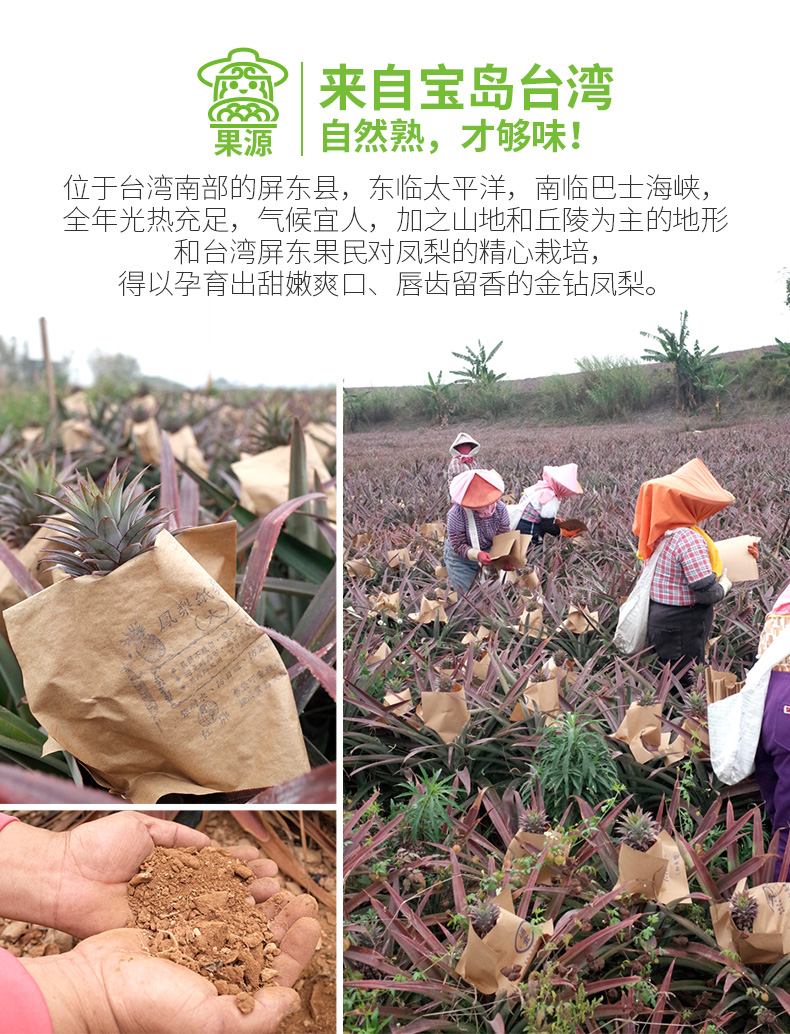 果源
来自宝岛台湾
自然熟，才够味！
位于台湾南部的屏东县，东临太平洋，南临巴士海峡，
全年光热充足，气候宜人，加之山地和丘陵为主的地形
和台湾屏东果民对凤梨的精心栽培，
得以孕育出甜嫩爽口、唇齿留香的金钻凤梨。
凤梨
(大)